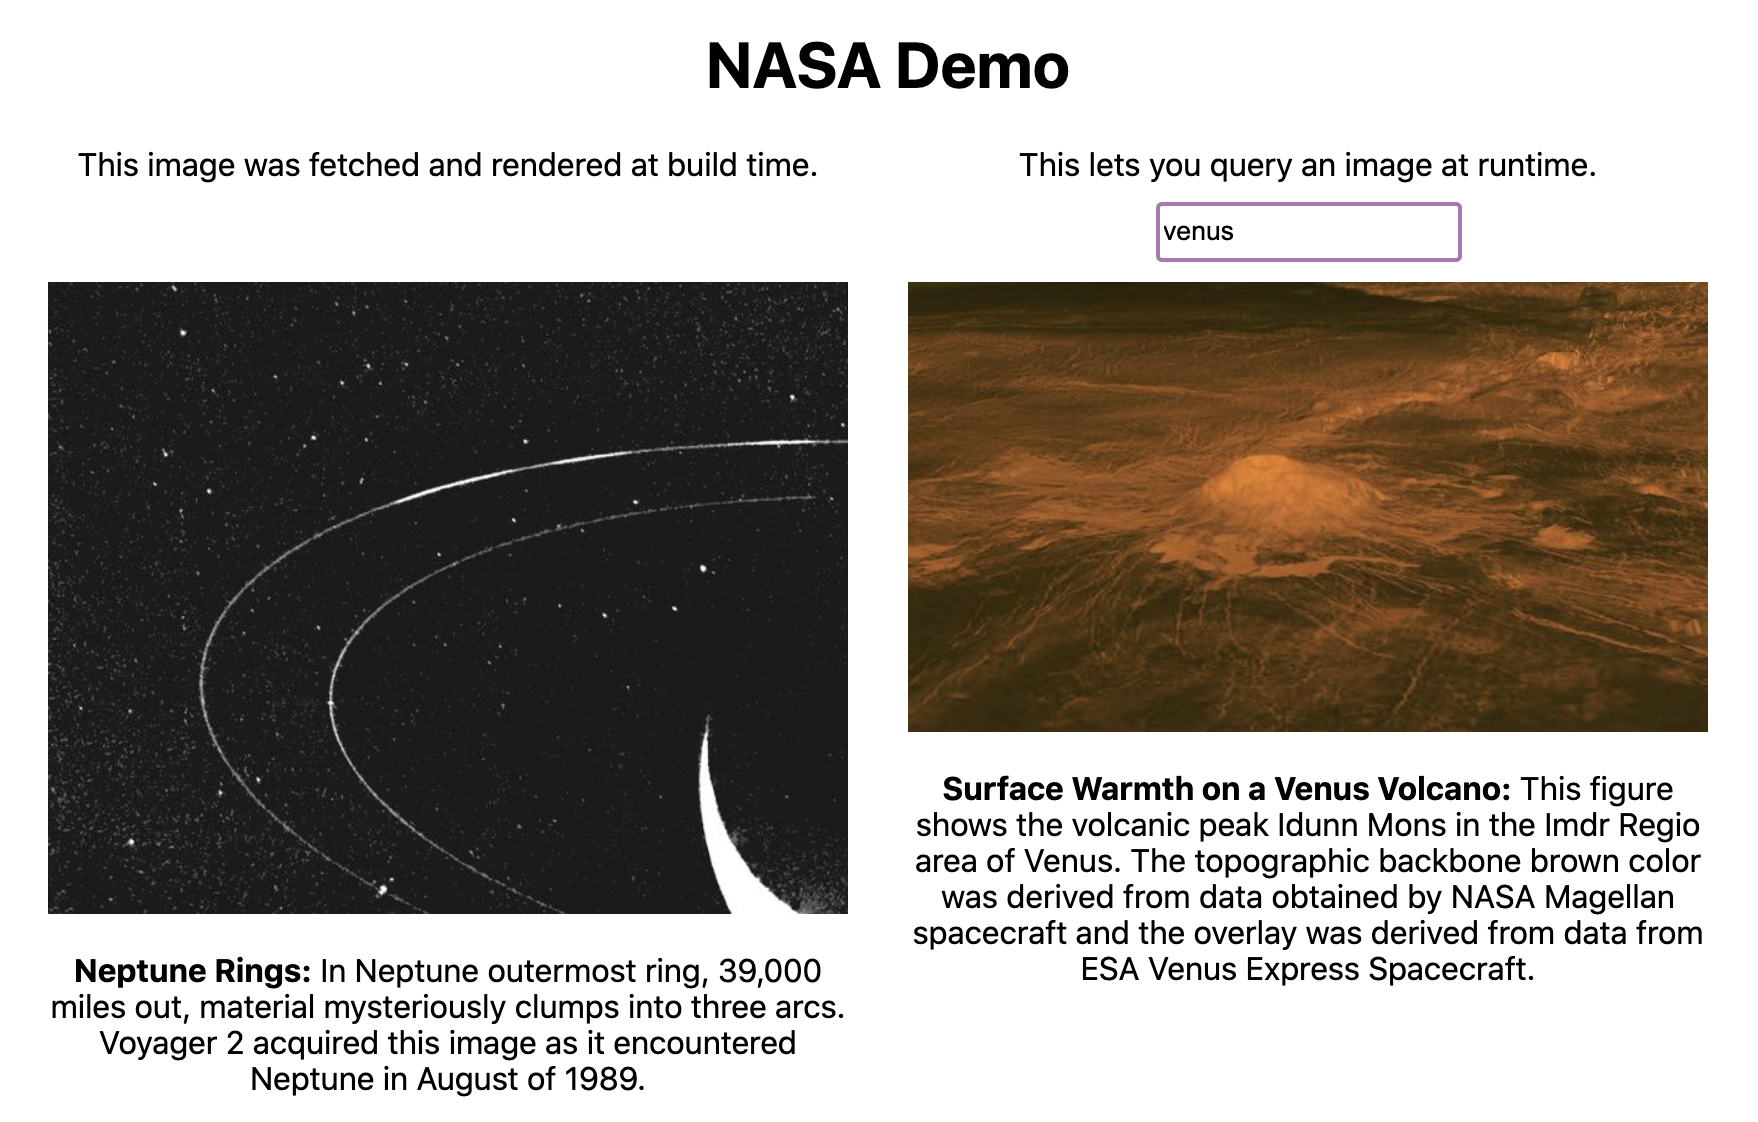 NASA Demo
This image was fetched and rendered at build time.
This lets you query an image at runtime.
venus
Neptune Rings: In Neptune outermost ring, 39,000
miles out, material mysteriously clumps into three arcs.
Voyager 2 acquired this image as it encountered
Neptune in August of 1989.
Surface Warmth on a Venus Volcano: This figure
shows the volcanic peak Idunn Mons in the Imdr Regio
area of Venus. The topographic backbone brown color
was derived from data obtained by NASA Magellan
spacecraft and the overlay was derived from data from
ESA Venus Express Spacecraft.